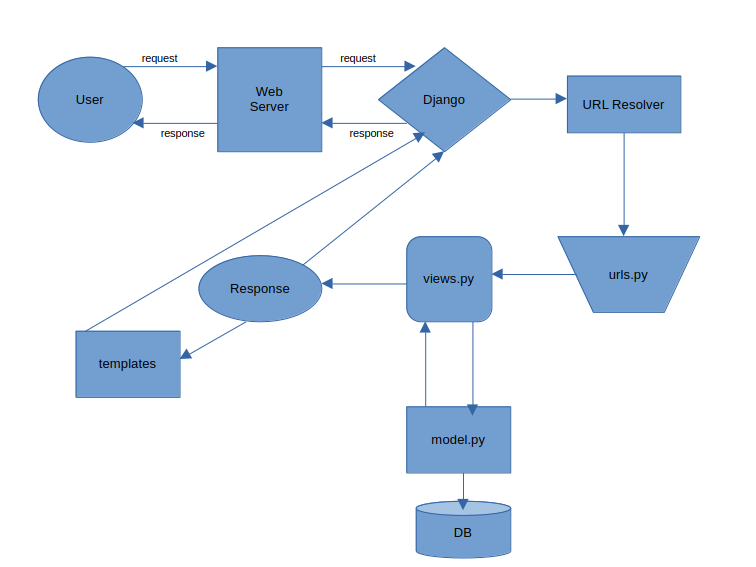 request
request
User
Web
Server
Django
URL Resolver
response
response
views.py
urls.py
Response
templates
model.py
DB